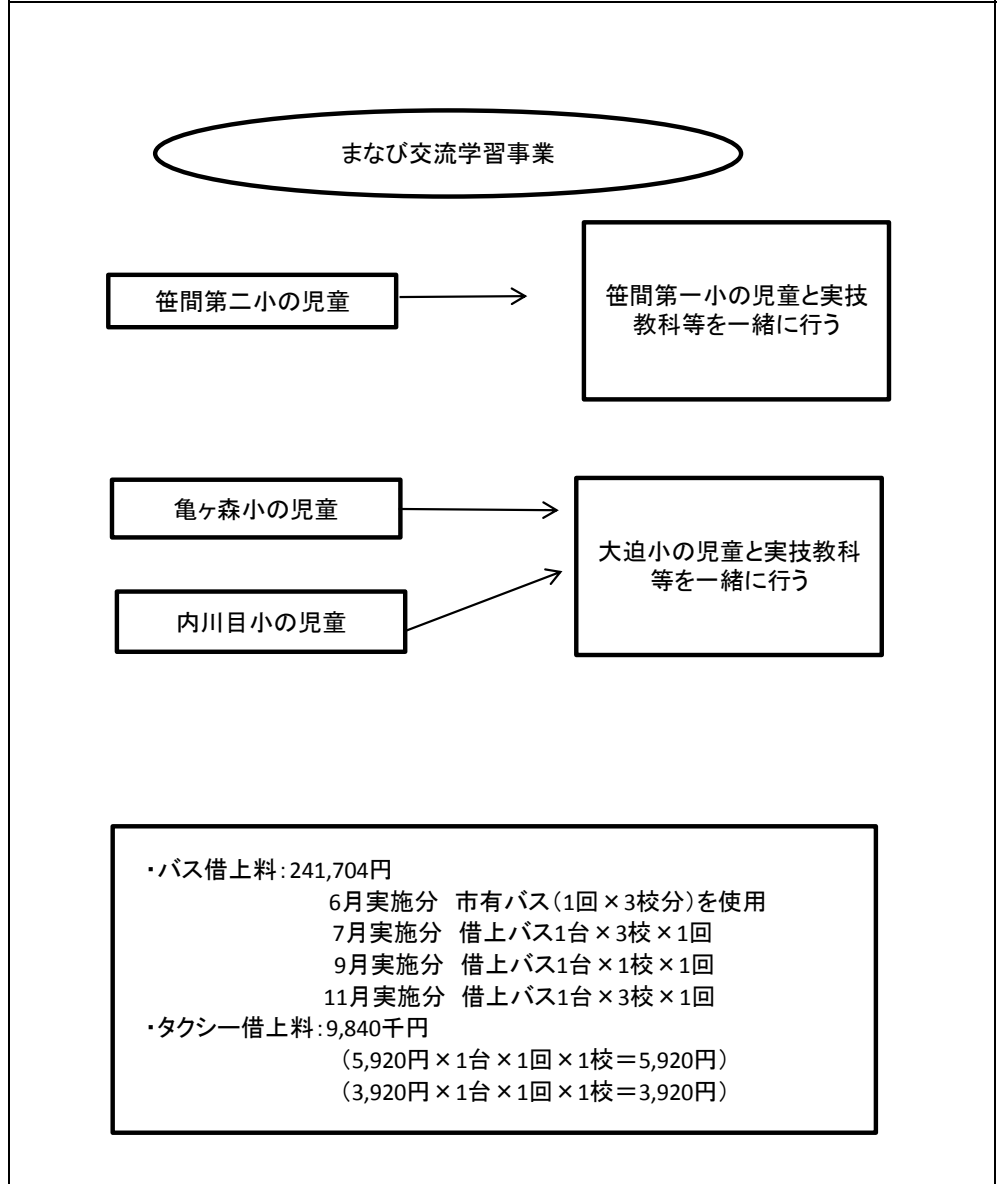 まなび交流学習事業
笹間第二小の児童
笹間第一小の児童と実技
教科等を一緒に行う
亀ヶ森小の児童
内川目小の児童
大迫小の児童と実技教科
等を一緒に行う
・バス借上料：241,704円
6月実施分　市有バス（1回×3校分）を使用
7月実施分　借上バス1台×3校×1回
9月実施分　借上バス1台×1校×1回
11月実施分　借上バス1台×3校×1回
・タクシー借上料：9,840千円
（5,920円×1台×1回×1校＝5,920円）
（3,920円×1台×1回×1校＝3,920円）